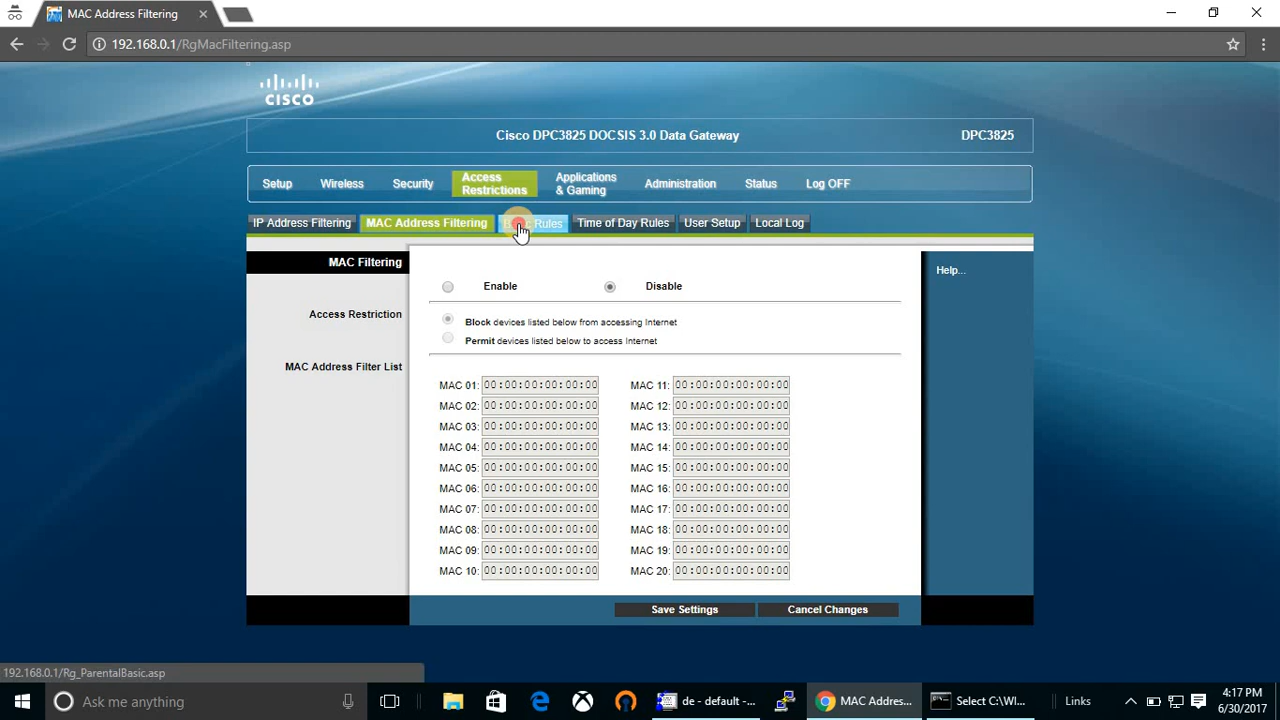 MAC Address Filtering
192.168.0.1/RgMacFiltering.asp
CISCO
Cisco DPC3825 DOCSIS 3.0 Data Gateway DPC3825
Setup Wireless Security Access Restrictions Applications & Gaming Administration Status Log OFF
IP Address Filtering MAC Address Filtering Rules Time of Day Rules User Setup Local Log
MAC Filtering
Help...
Enable Disable
Access Restriction
Block devices listed below from accessing Internet
Permit devices listed below to access Internet
MAC Address Filter List
MAC 01: 00:00:00:00:00:00 MAC 11: 00:00:00:00:00:00
MAC 02: 00:00:00:00:00:00 MAC 12: 00:00:00:00:00:00
MAC 03: 00:00:00:00:00:00 MAC 13: 00:00:00:00:00:00
MAC 04: 00:00:00:00:00:00 MAC 14: 00:00:00:00:00:00
MAC 05: 00:00:00:00:00:00 MAC 15: 00:00:00:00:00:00
MAC 06: 00:00:00:00:00:00 MAC 16: 00:00:00:00:00:00
MAC 07: 00:00:00:00:00:00 MAC 17: 00:00:00:00:00:00
MAC 08: 00:00:00:00:00:00 MAC 18: 00:00:00:00:00:00
MAC 09: 00:00:00:00:00:00 MAC 19: 00:00:00:00:00:00
MAC 10: 00:00:00:00:00:00 MAC 20: 00:00:00:00:00:00
Save Settings Cancel Changes
192.168.0.1/Rg_ParentalBasic.asp
Ask me anything de - default -... MAC Addres... Select C:\WI... Links 4:17 PM
6/30/2017